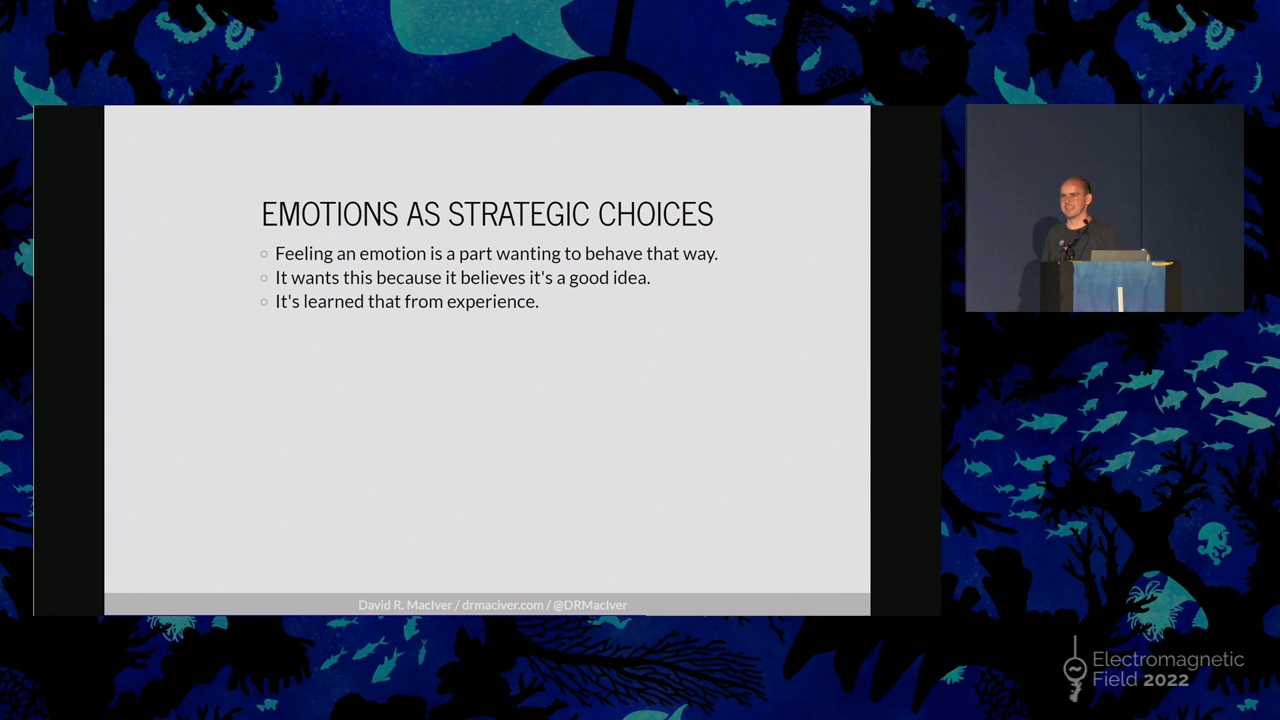 EMOTIONS AS STRATEGIC CHOICES
Feeling an emotion is a part wanting to behave that way.
It wants this because it believes it's a good idea.
It's learned that from experience.
David R. MacIver / drmaciver.com / @DRMacIver
Electromagnetic
Field 2022